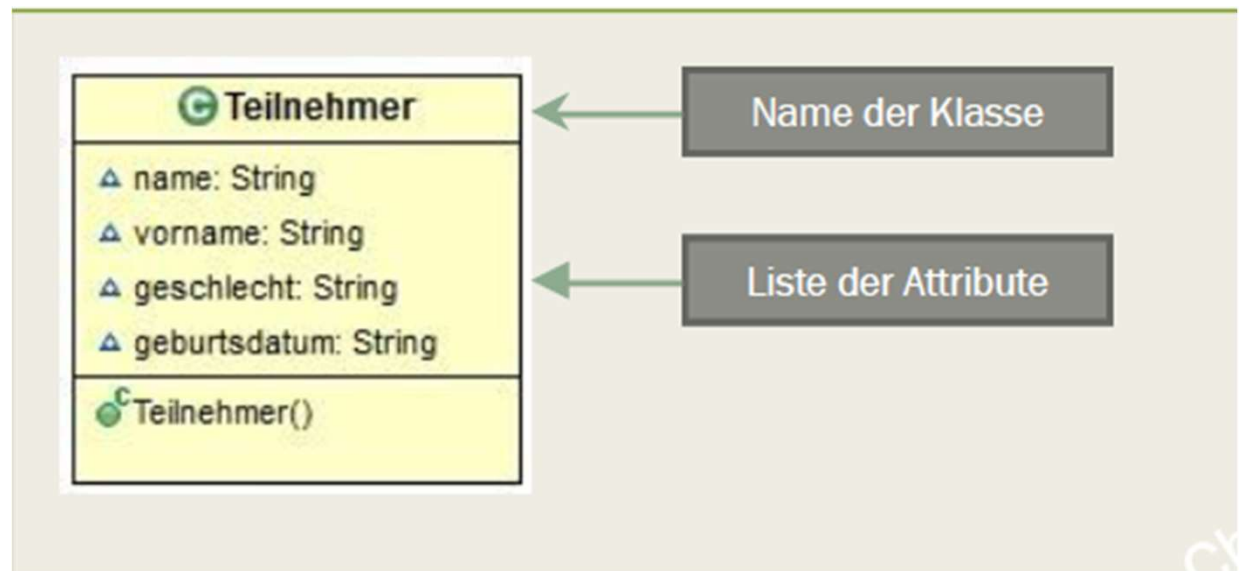 Teilnehmer
name: String
vorname: String
geschlecht: String
geburtsdatum: String
Teilnehmer()
Name der Klasse
Liste der Attribute